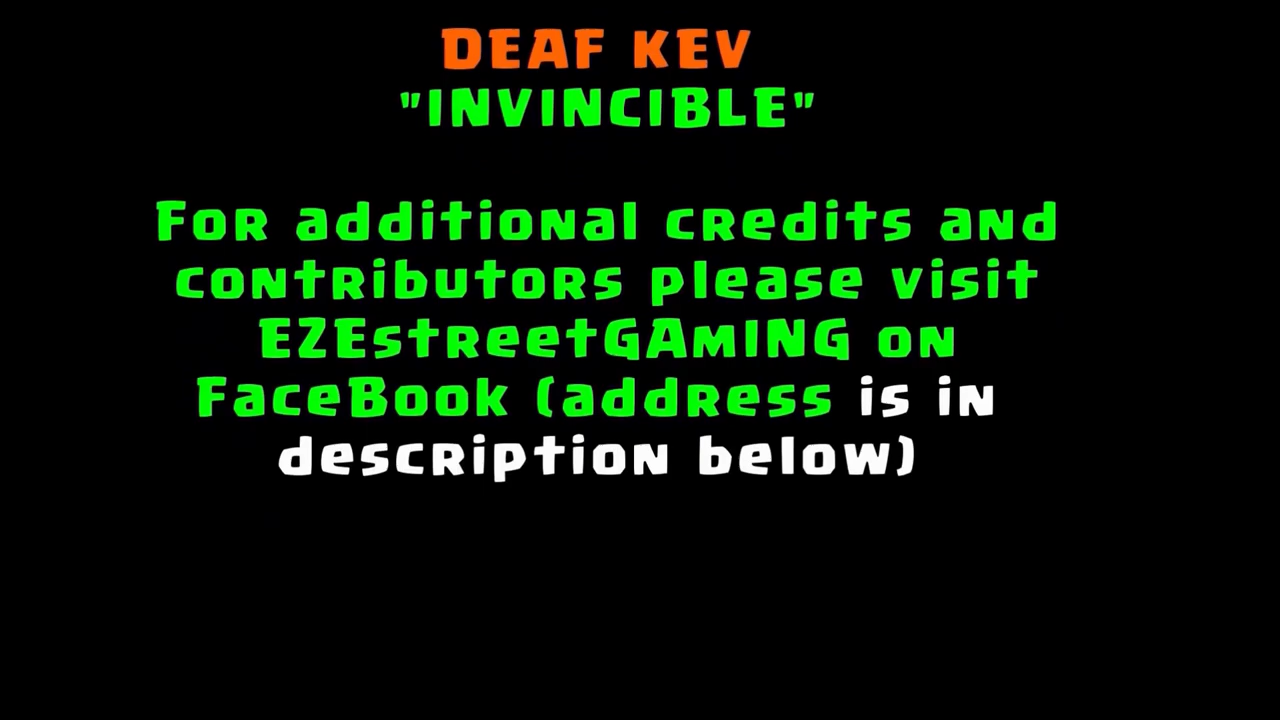 DEAF KEV
"INVINCIBLE"
For additional credits and
contributors please visit
EZEstreetGAMING on
FaceBook (address is in
description below)